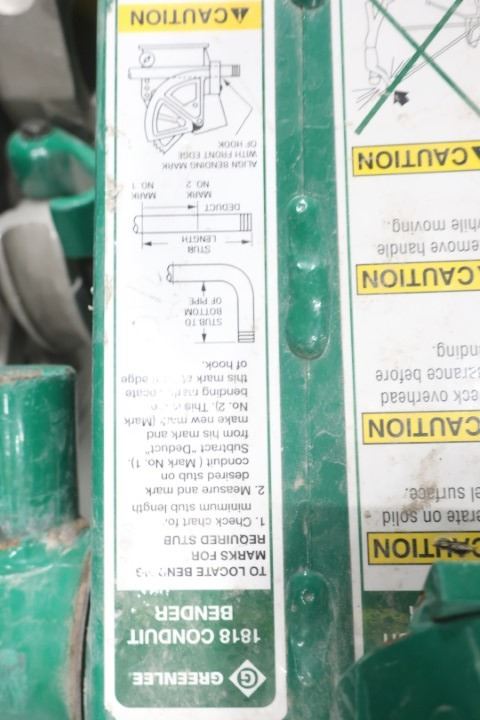 GREENLEE
1818 CONDUIT
BENDER
TO LOCATE
MARKS FOR
REQUIRED STUB
1. Check chart for
minimum stub length
2. Measure and mark
desired stub on
conduit ( Mark No. 1).
Subtract "Deduct"
from his mark and
make new mark (Mark
No. 2). This is
bending mark. Locate
this mark at edge
of hook.
STUB TO
BOTTOM
OF PIPE
STUB
LENGTH
DEDUCT
MARK
NO. 2
MARK
NO. 1
ALIGN BENDING MARK
WITH FRONT EDGE
OF HOOK
CAUTION
CAUTION
erate on solid
el surface.
CAUTION
eck overhead
arance before
nding.
CAUTION
emove handle
while moving.
CAUTION